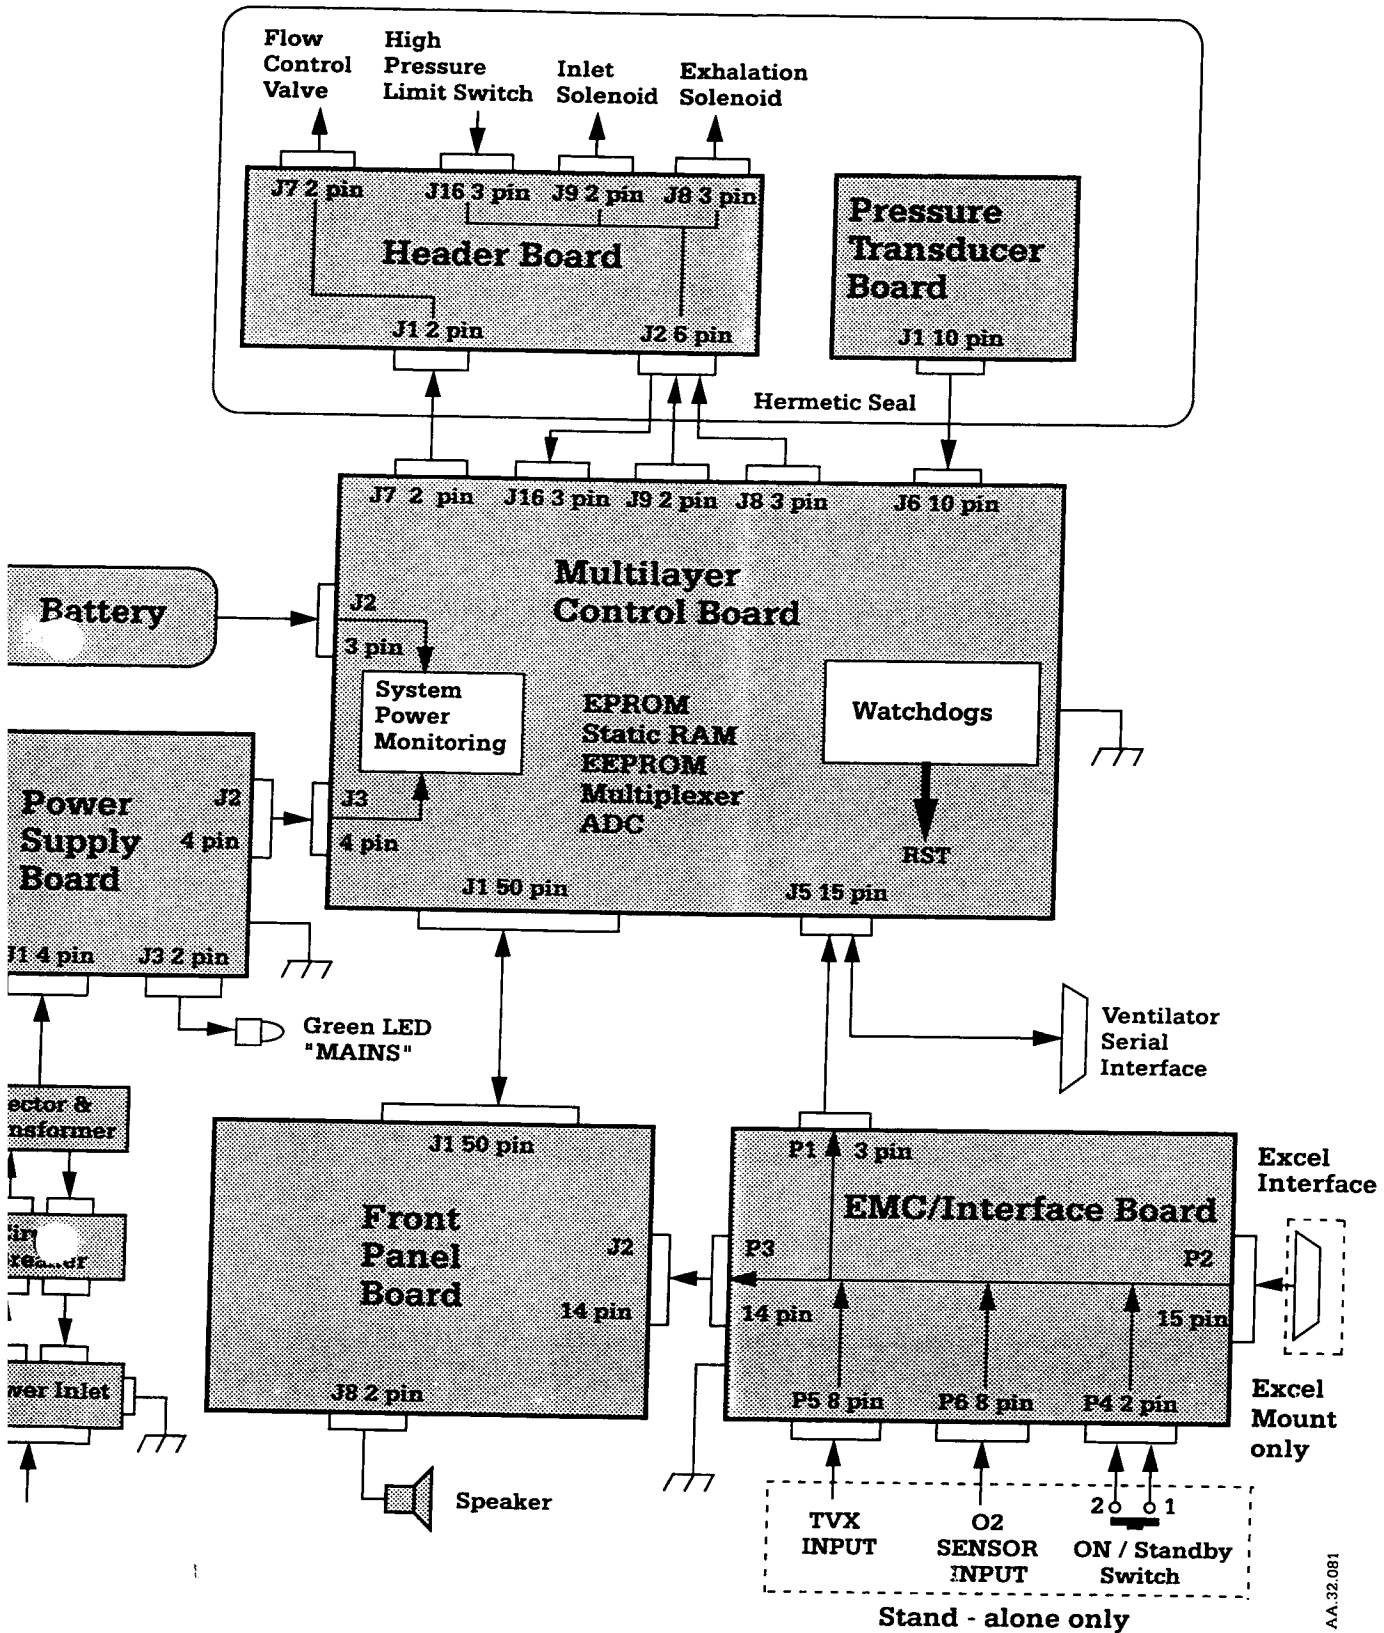 Flow
Control
Valve
High
Pressure
Limit Switch
Inlet
Solenoid
Exhalation
Solenoid
J7 2 pin
J16 3 pin
J9 2 pin
J8 3 pin
Header Board
J1 2 pin
J2 6 pin
Pressure
Transducer
Board
J1 10 pin
Hermetic Seal
J7 2 pin
J16 3 pin
J9 2 pin
J8 3 pin
J6 10 pin
Multilayer
Control Board
Battery
J2
3 pin
System
Power
Monitoring
EPROM
Static RAM
EEPROM
Multiplexer
ADC
Watchdogs
RST
Power
Supply
Board
J2
4 pin
J3
4 pin
J1 50 pin
J5 15 pin
J1 4 pin
J3 2 pin
Green LED
"MAINS"
Ventilator
Serial
Interface
ector &
nsformer
reaker
wer Inlet
J1 50 pin
Front
Panel
Board
J2
14 pin
J8 2 pin
Speaker
P1 3 pin
EMC/Interface Board
P3
14 pin
P2
15 pin
P5 8 pin
P6 8 pin
P4 2 pin
Excel
Interface
Excel
Mount
only
TVX
INPUT
O2
SENSOR
INPUT
2
1
ON / Standby
Switch
Stand - alone only
AA.32.081